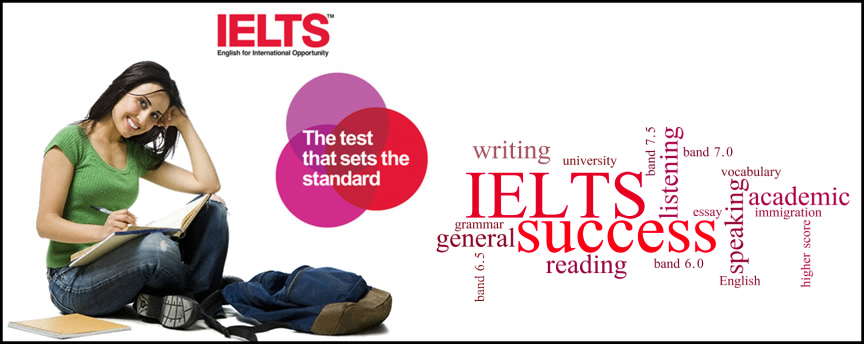 IELTS™
English for International Opportunity
The test
that sets the
standard
writing
university
band 7.5
listening
band 7.0
vocabulary
IELTS
speaking
academic
essay
immigration
grammar
success
general
higher score
reading
band 6.0
band 6.5
English